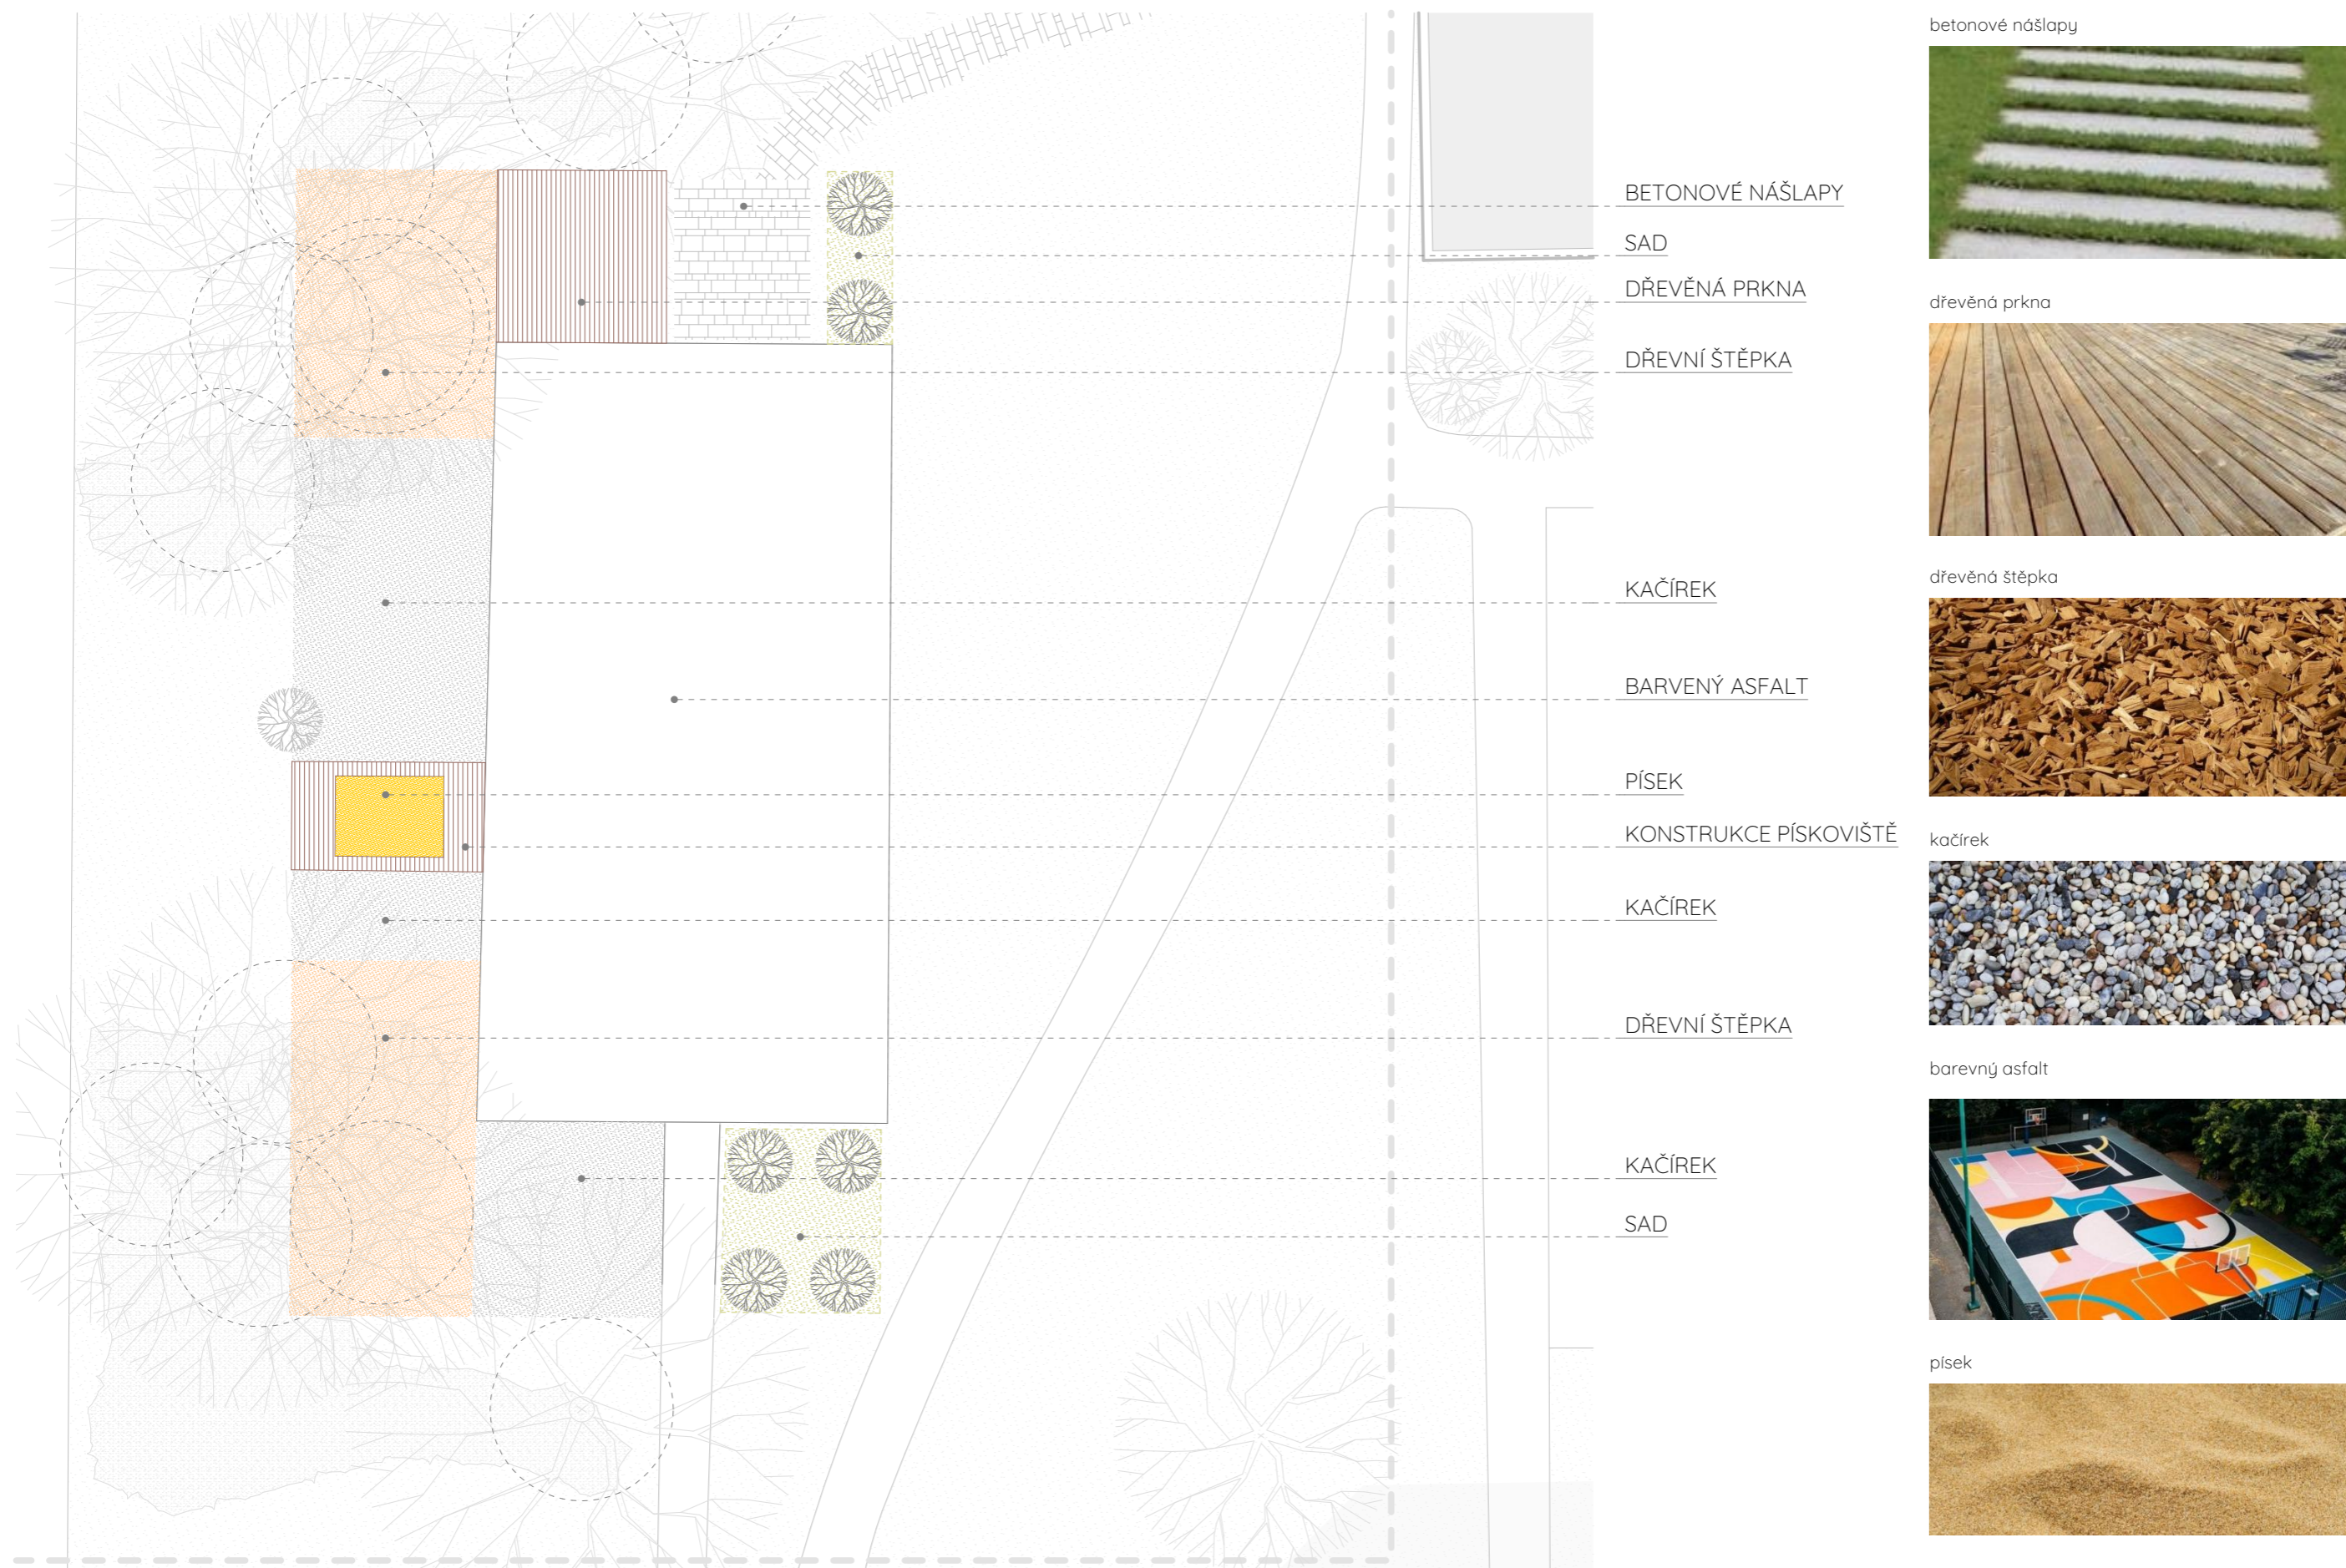 BETONOVÉ NÁŠLAPY
SAD
DŘEVĚNÁ PRKNA
DŘEVNÍ ŠTĚPKA
KAČÍREK
BARVENÝ ASFALT
PÍSEK
KONSTRUKCE PÍSKOVIŠTĚ
KAČÍREK
DŘEVNÍ ŠTĚPKA
KAČÍREK
SAD
betonové nášlapy
dřevěná prkna
dřevěná štěpka
kačírek
barevný asfalt
písek